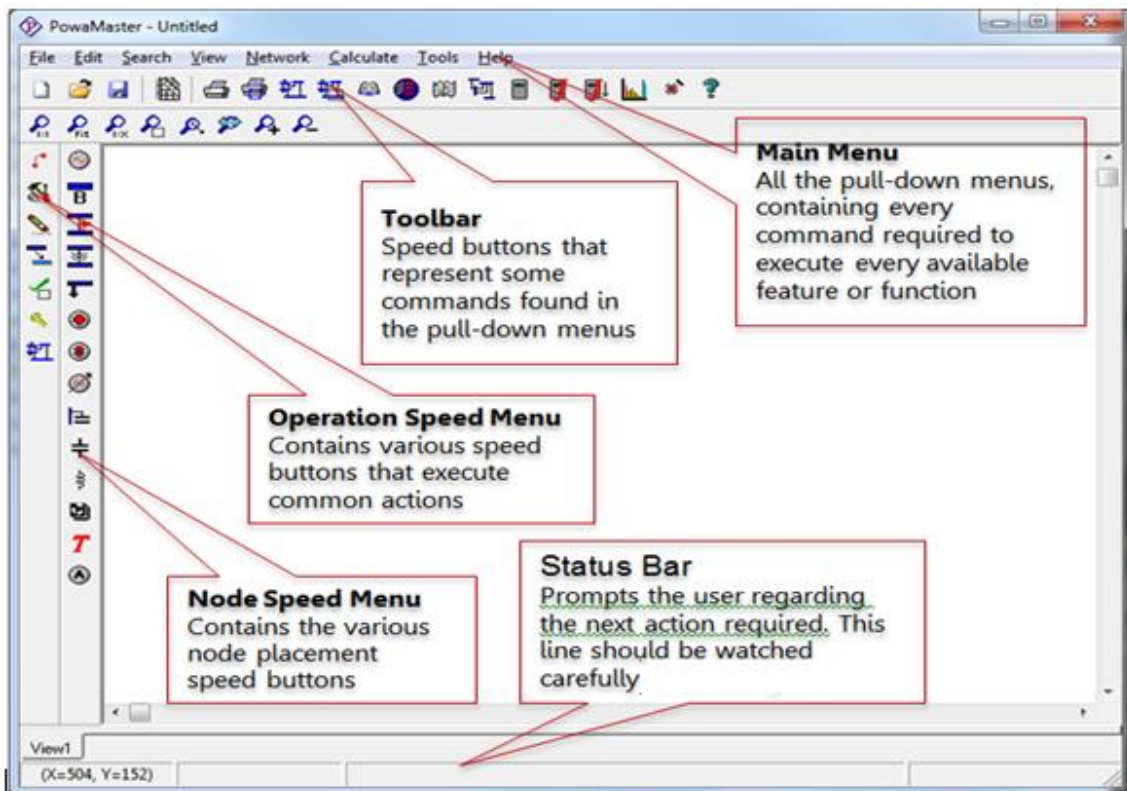 PowaMaster - Untitled
File Edit Search View Network Calculate Tools Help
1:1 Fit 1:X
B
T
Main Menu
All the pull-down menus,
containing every
command required to
execute every available
feature or function
Toolbar
Speed buttons that
represent some
commands found in
the pull-down menus
Operation Speed Menu
Contains various speed
buttons that execute
common actions
Node Speed Menu
Contains the various
node placement
speed buttons
Status Bar
Prompts the user regarding
the next action required. This
line should be watched
carefully
View1
(X=504, Y=152)